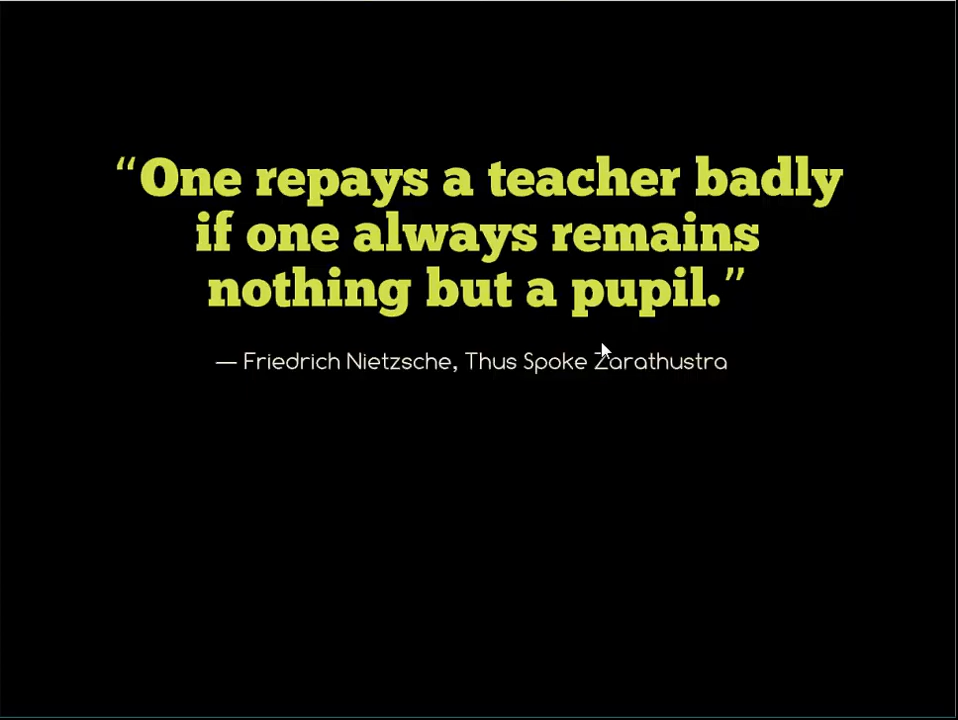 “One repays a teacher badly
if one always remains
nothing but a pupil.”
— Friedrich Nietzsche, Thus Spoke Zarathustra